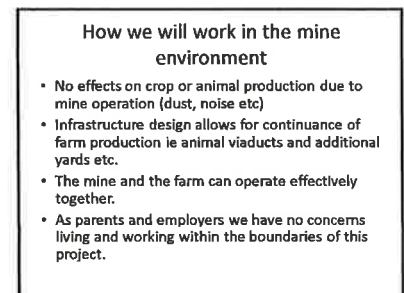 How we will work in the mine
environment
• No effects on crop or animal production due to
mine operation (dust, noise etc)
• Infrastructure design allows for continuance of
farm production ie animal viaducts and additional
yards etc.
• The mine and the farm can operate effectively
together.
• As parents and employers we have no concerns
living and working within the boundaries of this
project.